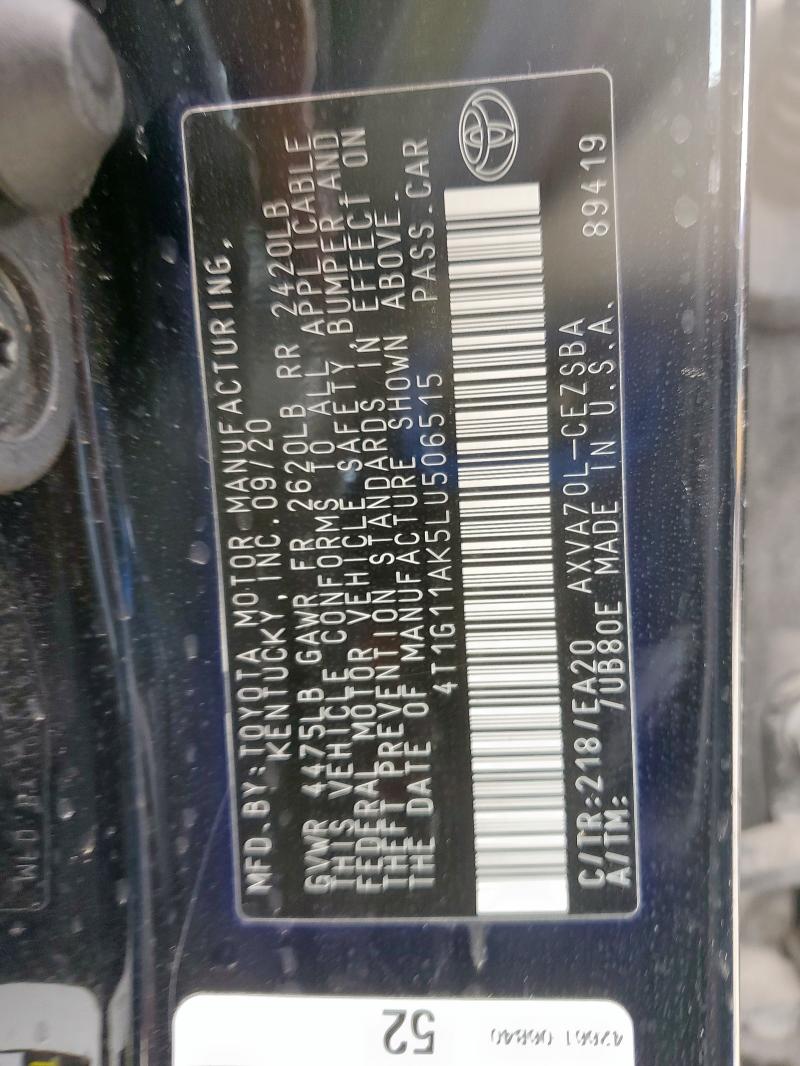 MFD.BY:TOYOTA MOTOR MANUFACTURING,
KENTUCKY,INC.09/20
GVWR 4475LB GAWR FR 2620LB RR 2420LB
THIS VEHICLE CONFORMS TO ALL APPLICABLE
FEDERAL MOTOR VEHICLE SAFETY,BUMPER,AND
THEFT PREVENTION STANDARDS IN EFFECT ON
THE DATE OF MANUFACTURE SHOWN ABOVE.
4T1G11AK5LU506515 PASS.CAR
C/TR:218/EA20 AXVA70L-CEZSBA 89419
A/TM: /UB80E MADE IN U.S.A.
52
42661 06B40